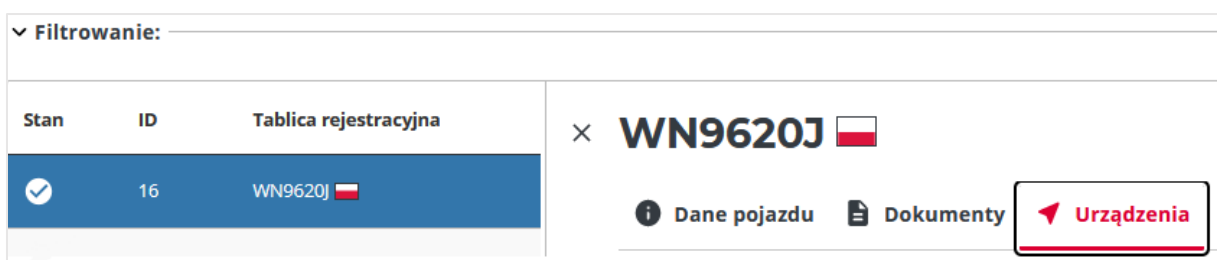 Filtrowanie:
Stan ID Tablica rejestracyjna
16 WN9620J
WN9620J
Dane pojazdu Dokumenty Urządzenia